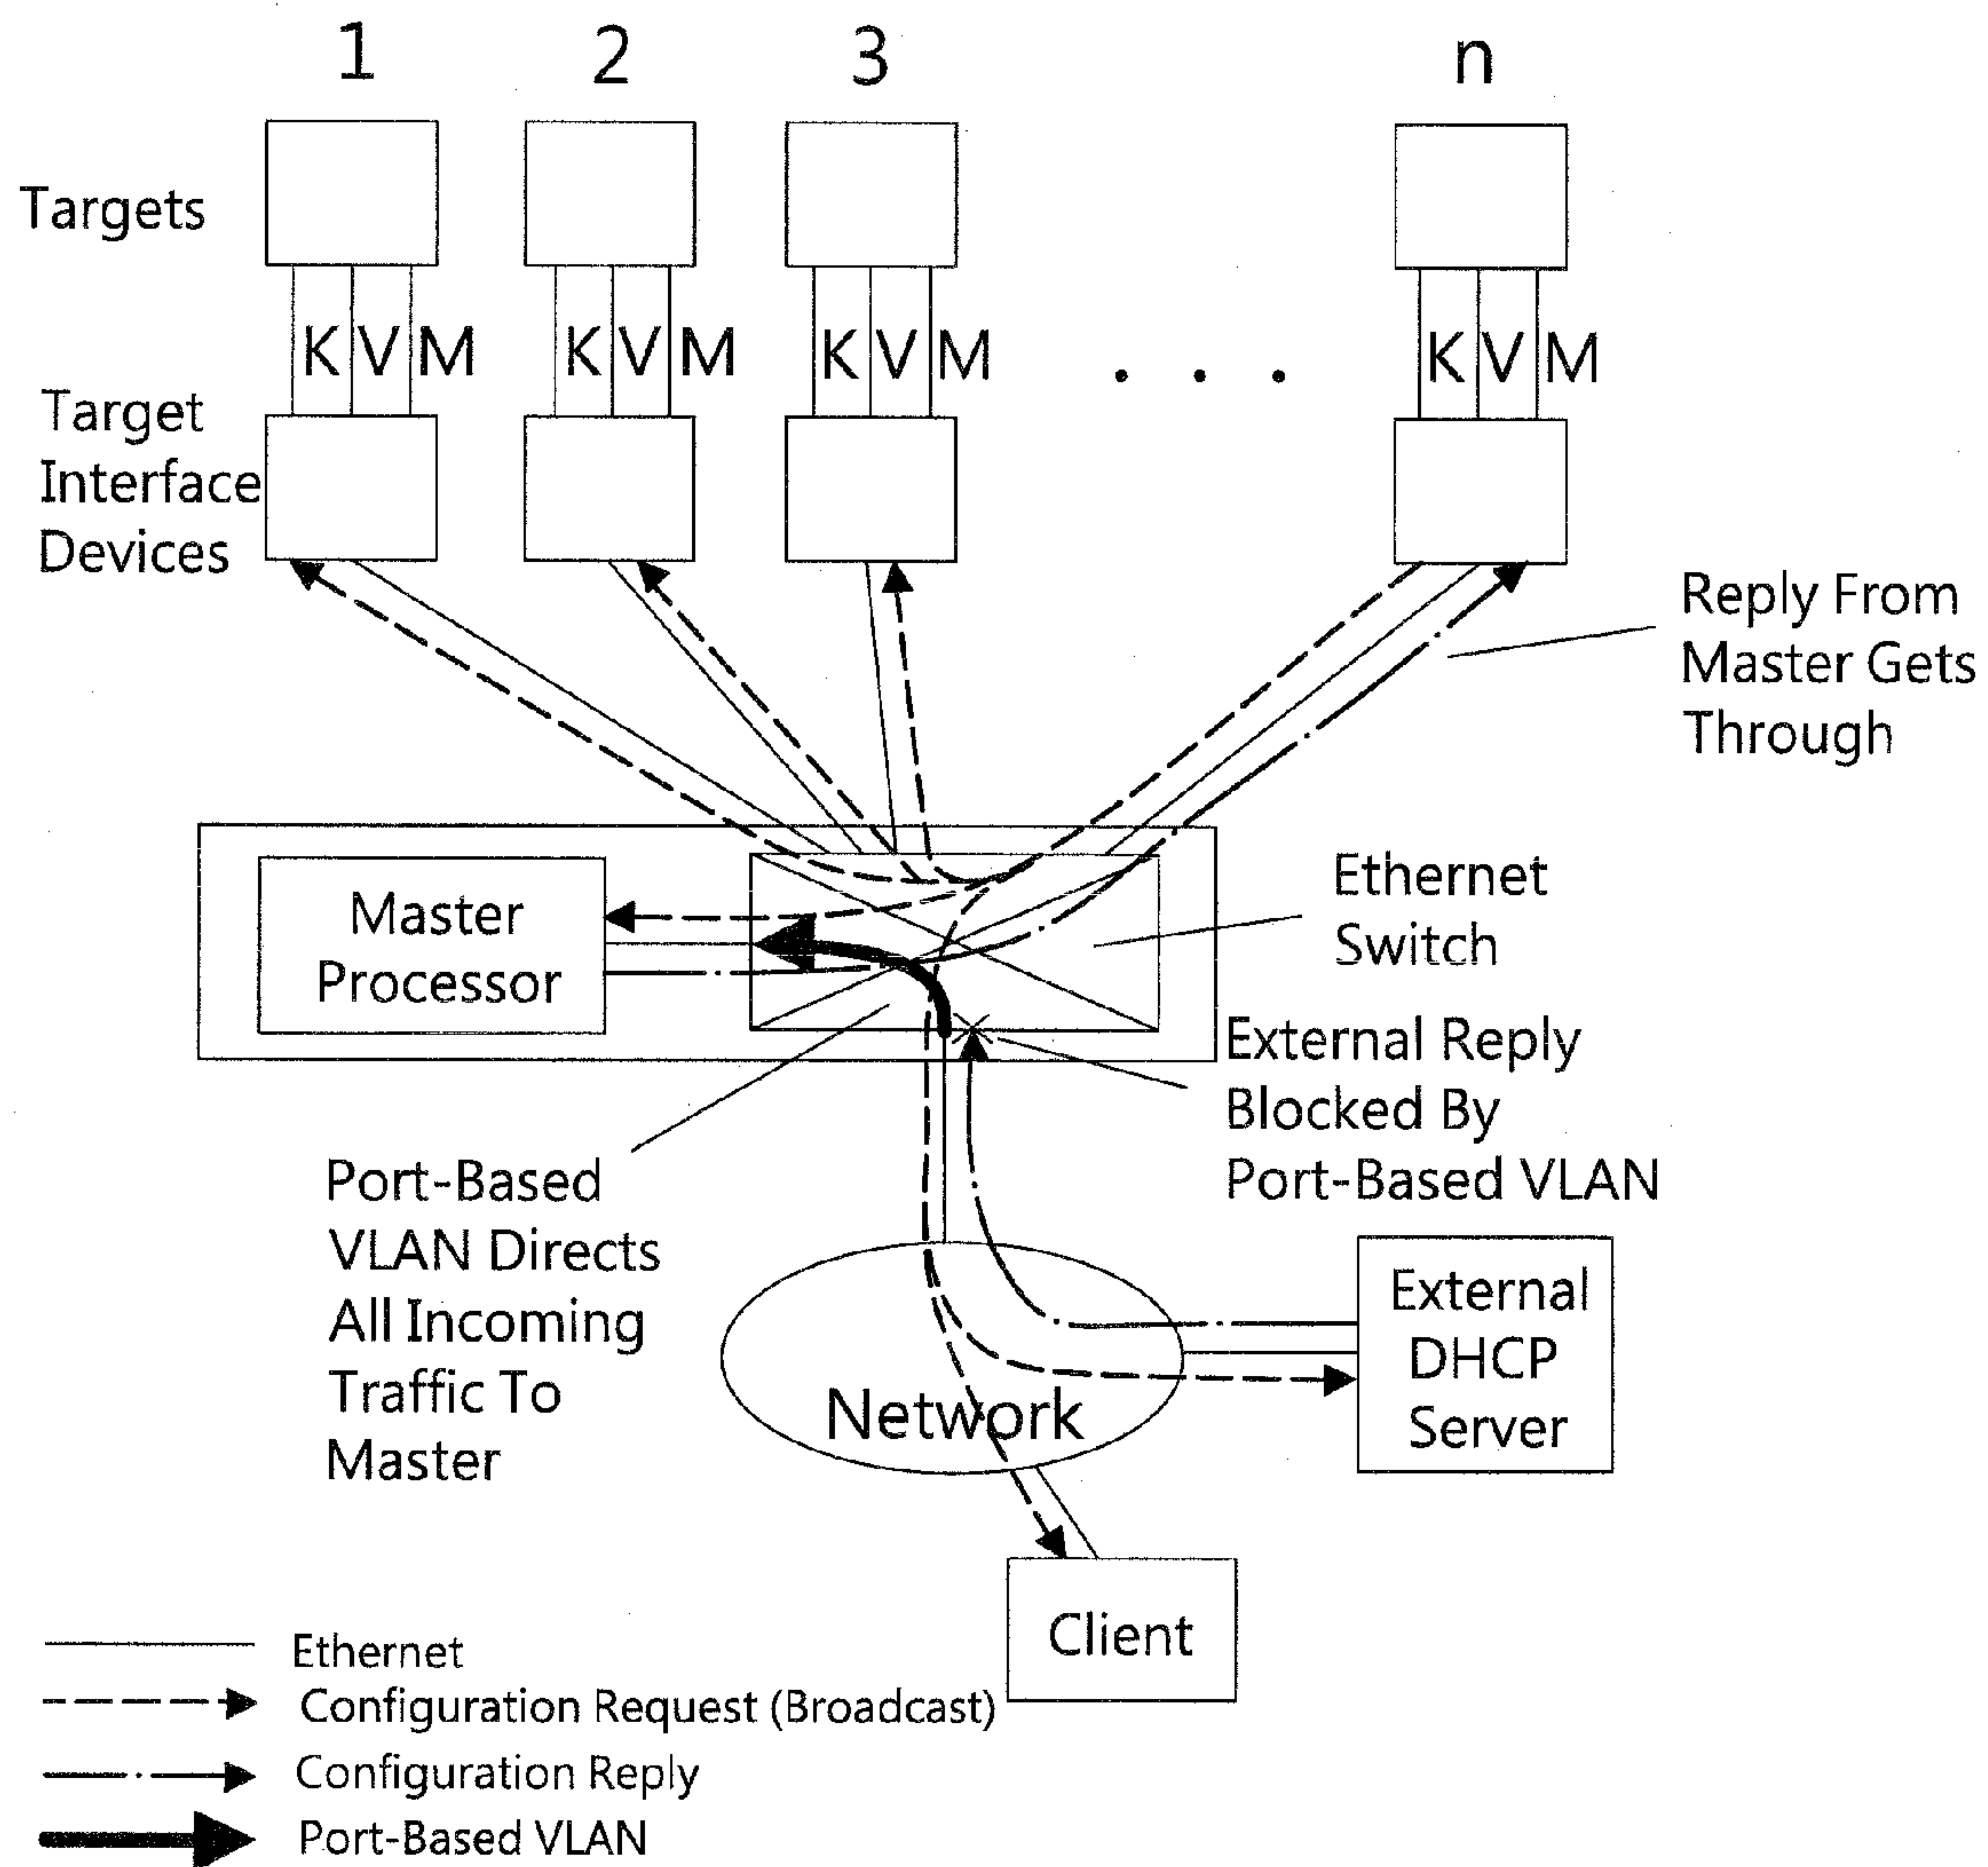 1 2 3 n
Targets
K V M K V M K V M . . . K V M
Target
Interface
Devices
Reply From
Master Gets
Through
Master
Processor
Ethernet
Switch
External Reply
Blocked By
Port-Based VLAN
Port-Based
VLAN Directs
All Incoming
Traffic To
Master
External
DHCP
Server
Network
Client
Ethernet
Configuration Request (Broadcast)
Configuration Reply
Port-Based VLAN